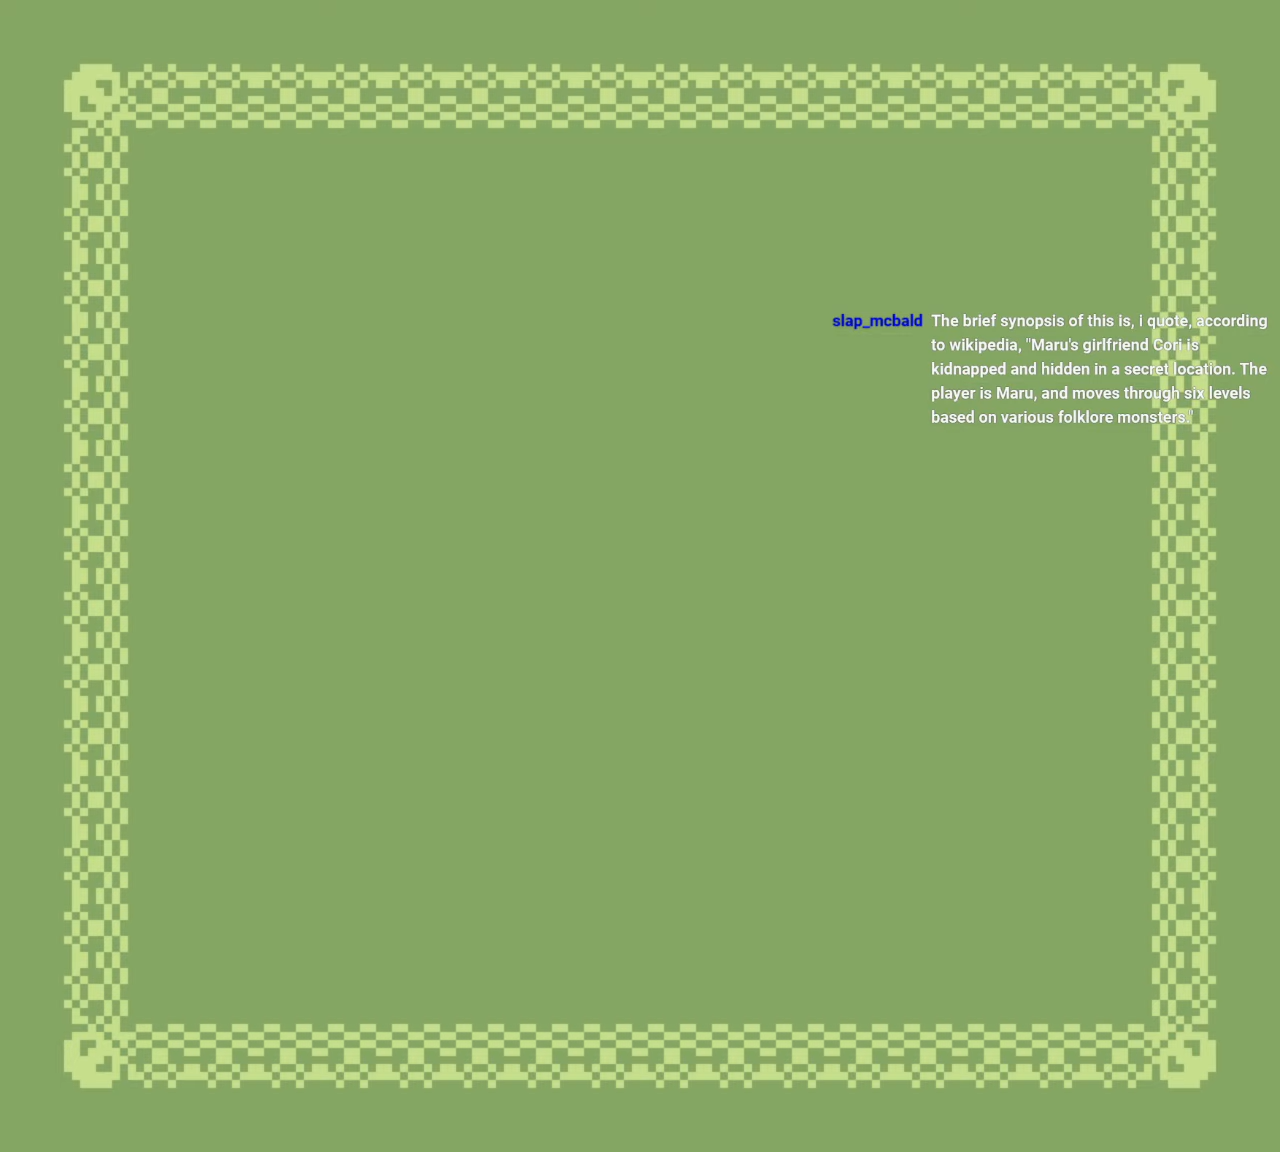 slap_mcbald The brief synopsis of this is, i quote, according
to wikipedia, "Maru's girlfriend Cori is
kidnapped and hidden in a secret location. The
player is Maru, and moves through six levels
based on various folklore monsters."